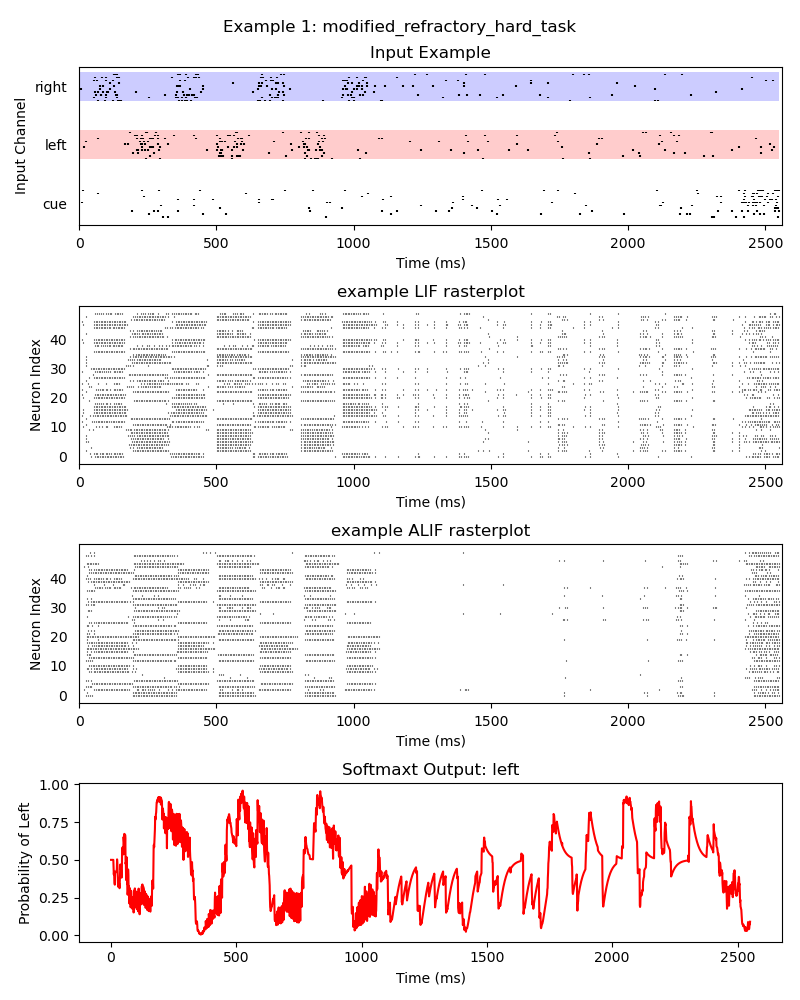 Example 1: modified_refractory_hard_task
Input Example
Input Channel
right
left
cue
0 500 1000 1500 2000 2500
Time (ms)
example LIF rasterplot
Neuron Index
40
30
20
10
0
0 500 1000 1500 2000 2500
Time (ms)
example ALIF rasterplot
Neuron Index
40
30
20
10
0
0 500 1000 1500 2000 2500
Time (ms)
Softmaxt Output: left
Probability of Left
1.00
0.75
0.50
0.25
0.00
0 500 1000 1500 2000 2500
Time (ms)